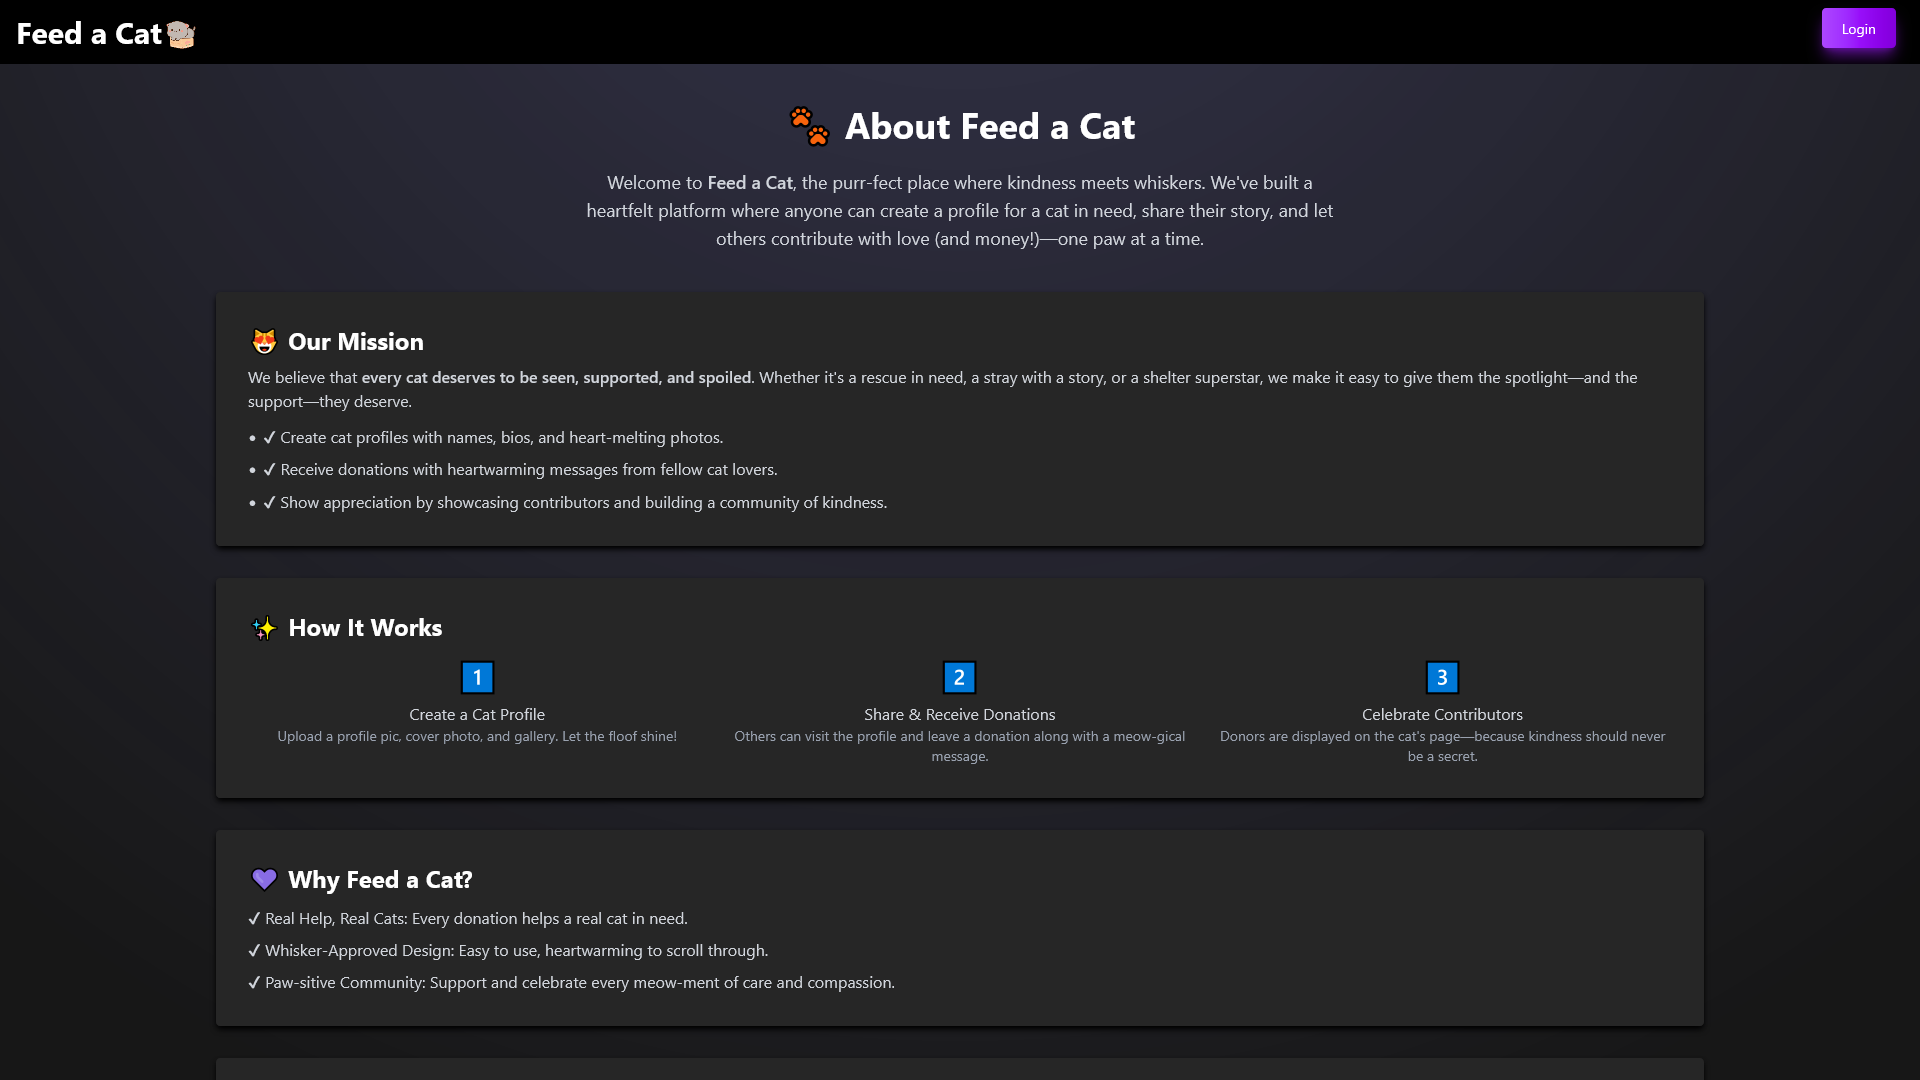 Feed a Cat
Login
About Feed a Cat
Welcome to Feed a Cat, the purr-fect place where kindness meets whiskers. We've built a
heartfelt platform where anyone can create a profile for a cat in need, share their story, and let
others contribute with love (and money!)—one paw at a time.
Our Mission
We believe that every cat deserves to be seen, supported, and spoiled. Whether it's a rescue in need, a stray with a story, or a shelter superstar, we make it easy to give them the spotlight—and the
support—they deserve.
• ✓ Create cat profiles with names, bios, and heart-melting photos.
• ✓ Receive donations with heartwarming messages from fellow cat lovers.
• ✓ Show appreciation by showcasing contributors and building a community of kindness.
How It Works
1
Create a Cat Profile
Upload a profile pic, cover photo, and gallery. Let the floof shine!
2
Share & Receive Donations
Others can visit the profile and leave a donation along with a meow-gical
message.
3
Celebrate Contributors
Donors are displayed on the cat's page—because kindness should never
be a secret.
Why Feed a Cat?
✓ Real Help, Real Cats: Every donation helps a real cat in need.
✓ Whisker-Approved Design: Easy to use, heartwarming to scroll through.
✓ Paw-sitive Community: Support and celebrate every meow-ment of care and compassion.